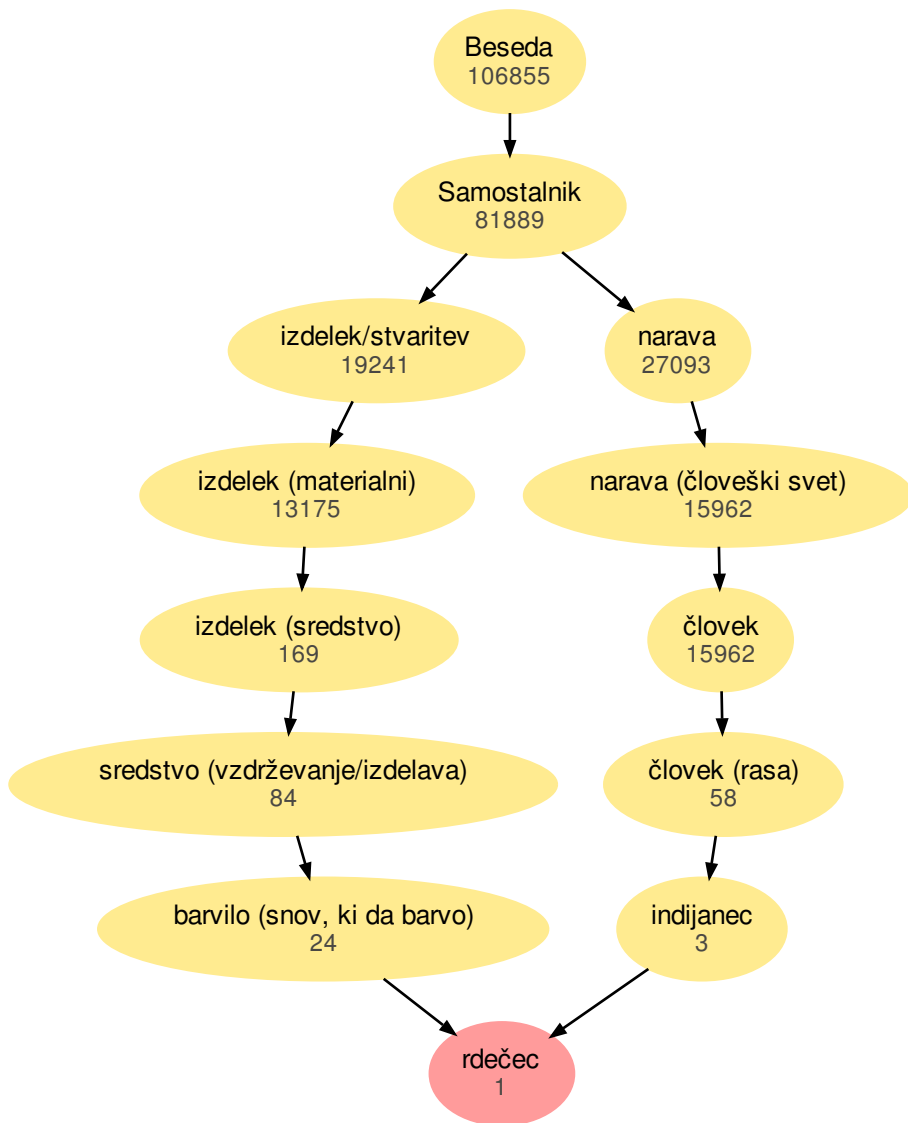 Beseda
106855
Samostalnik
81889
izdelek/stvaritev
19241
narava
27093
izdelek (materialni)
13175
narava (človeški svet)
15962
izdelek (sredstvo)
169
človek
15962
sredstvo (vzdrževanje/izdelava)
84
človek (rasa)
58
barvilo (snov, ki da barvo)
24
indijanec
3
rdečec
1